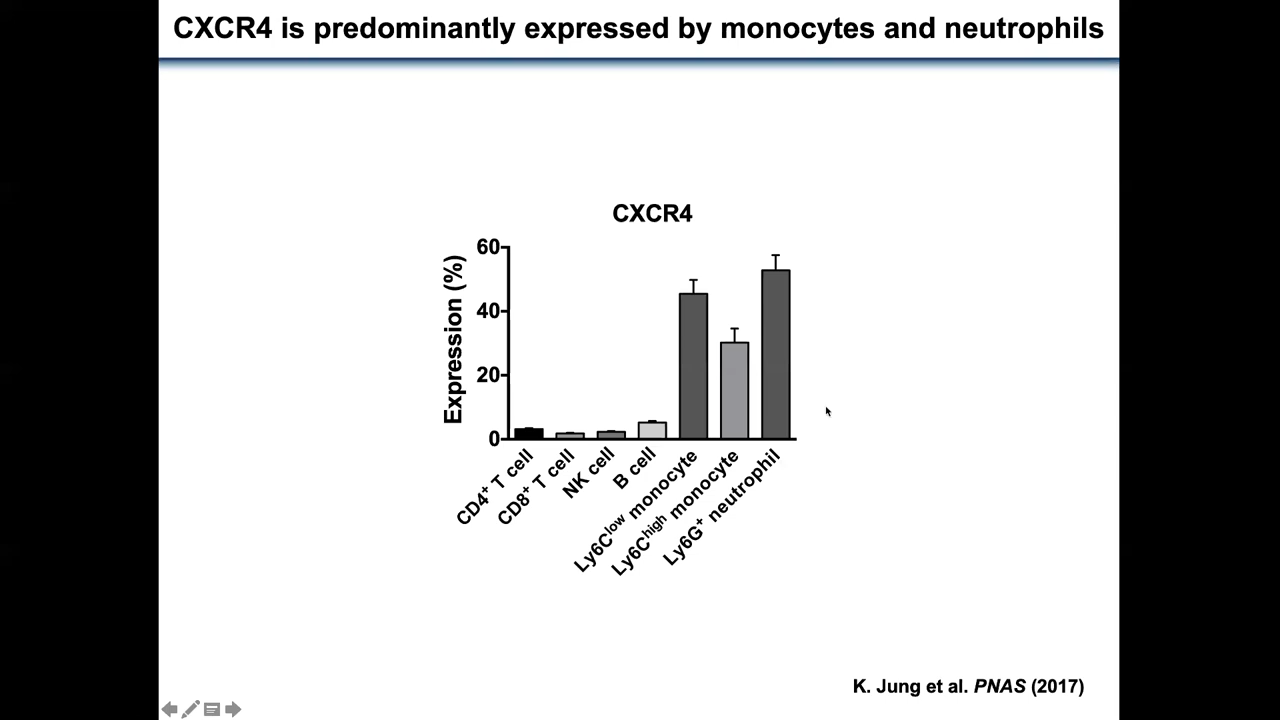 CXCR4 is predominantly expressed by monocytes and neutrophils
CXCR4
Expression (%)
60
40
20
0
CD4⁺ T cell
CD8⁺ T cell
NK cell
B cell
Ly6Cˡᵒʷ monocyte
Ly6Cʰⁱᵍʰ monocyte
Ly6G⁺ neutrophil
K. Jung et al. PNAS (2017)